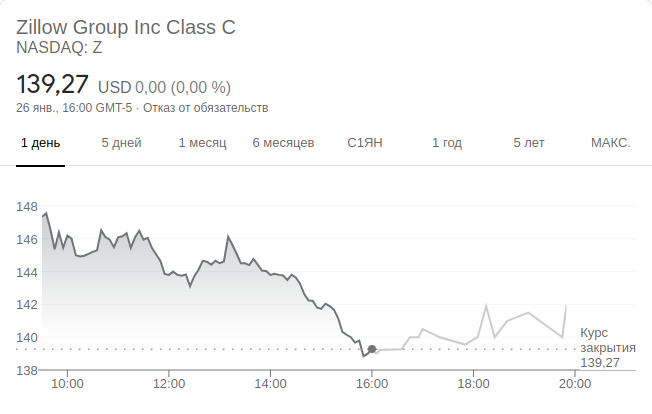 Zillow Group Inc Class C
NASDAQ: Z
139,27 USD 0,00 (0,00 %)
26 янв., 16:00 GMT-5 · Отказ от обязательств
1 день 5 дней 1 месяц 6 месяцев С1ЯН 1 год 5 лет МАКС.
148
146
144
142
140
138
Курс
закрытия
139,27
10:00 12:00 14:00 16:00 18:00 20:00